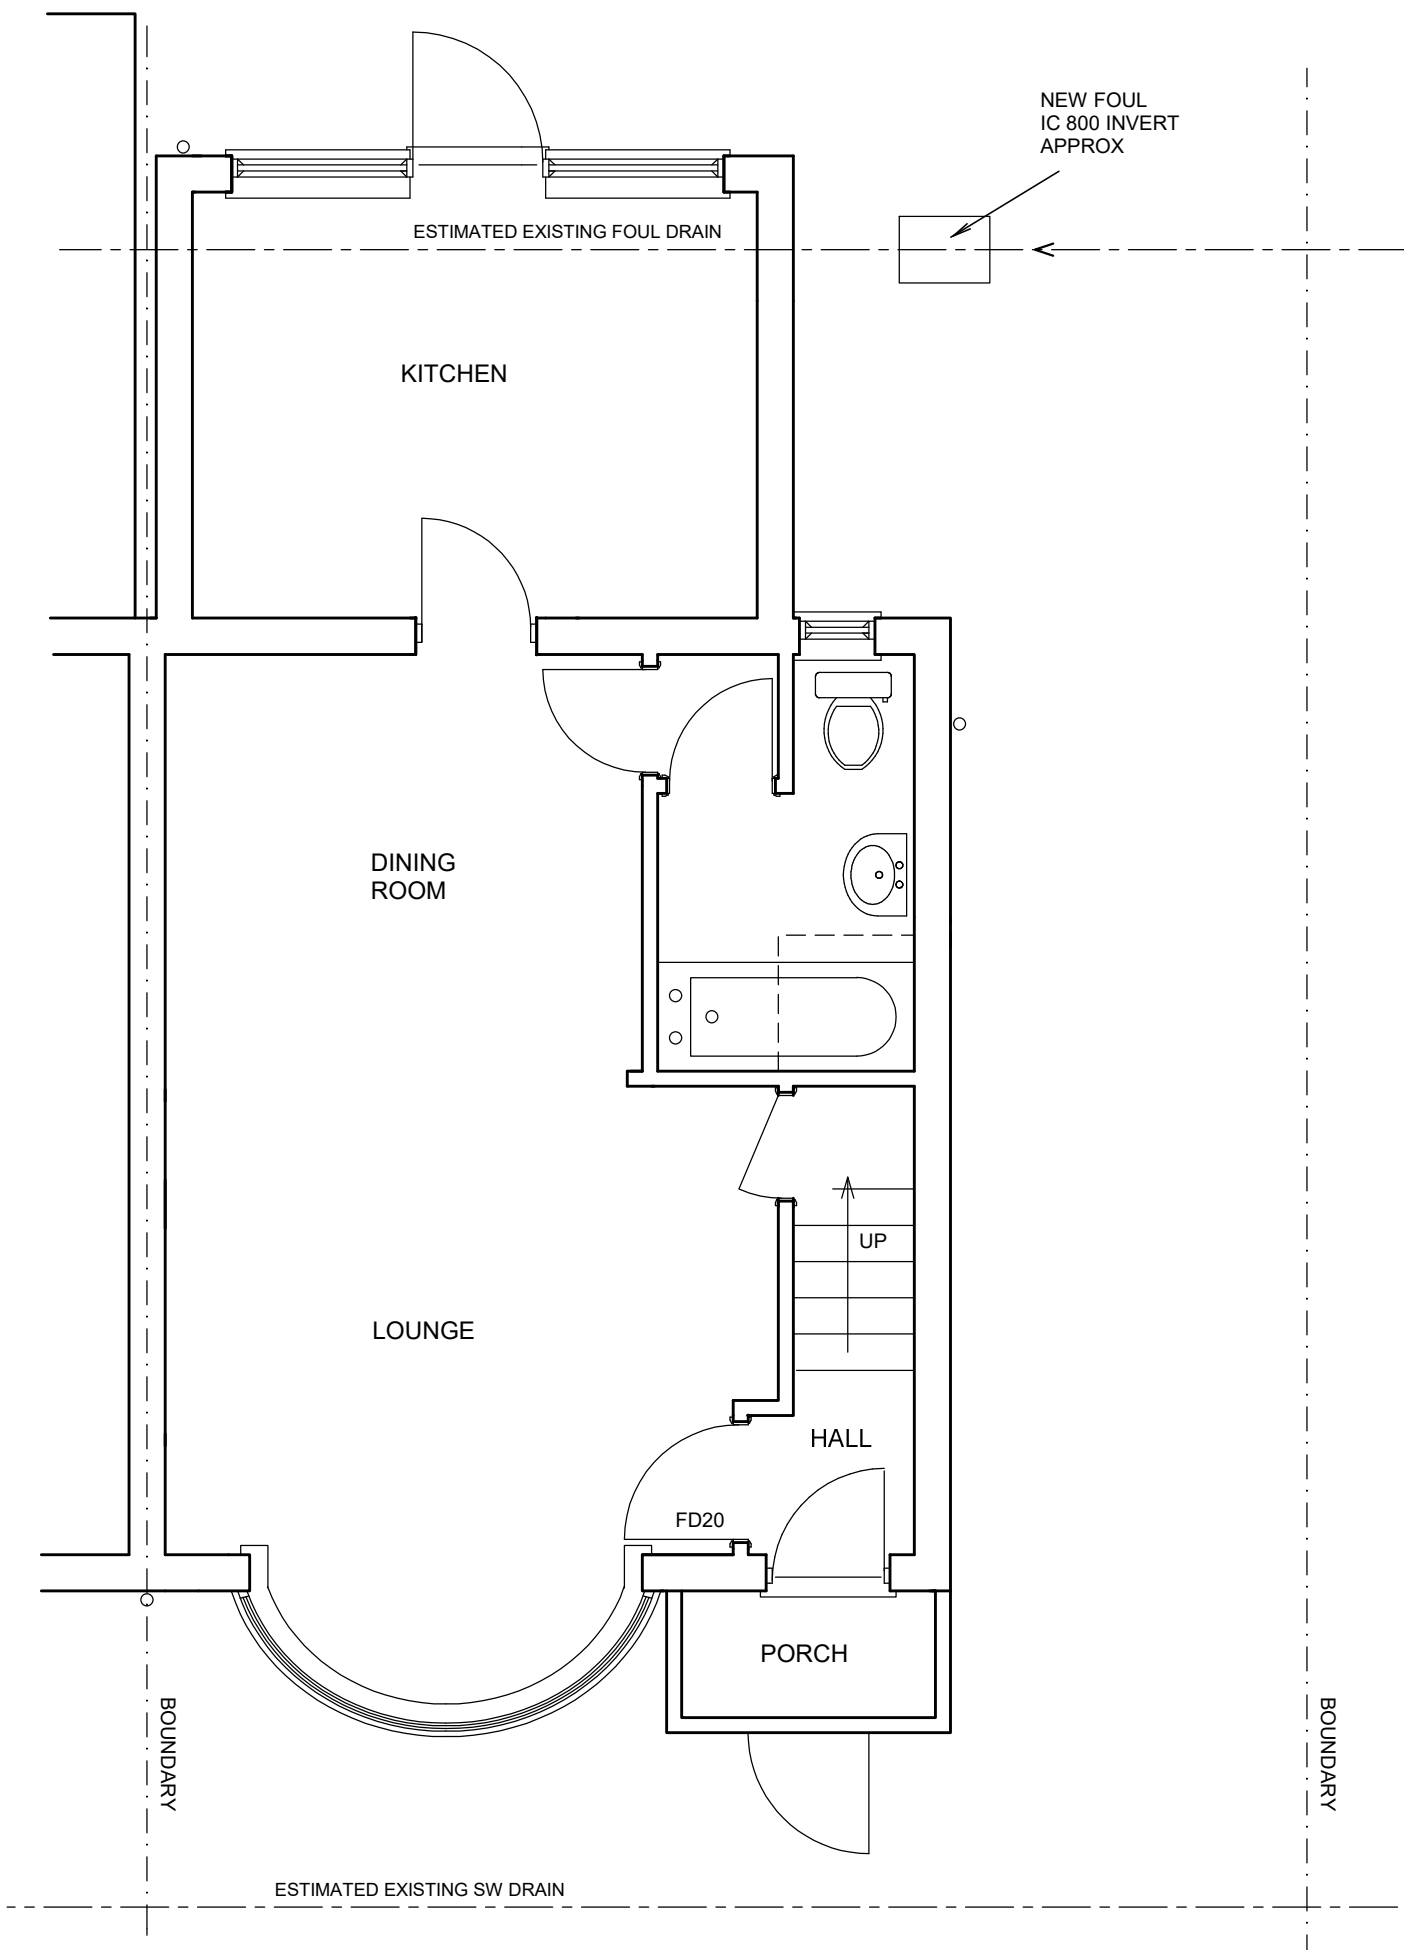 NEW FOUL
IC 800 INVERT
APPROX
ESTIMATED EXISTING FOUL DRAIN
KITCHEN
DINING
ROOM
UP
LOUNGE
HALL
FD20
PORCH
BOUNDARY
BOUNDARY
ESTIMATED EXISTING SW DRAIN